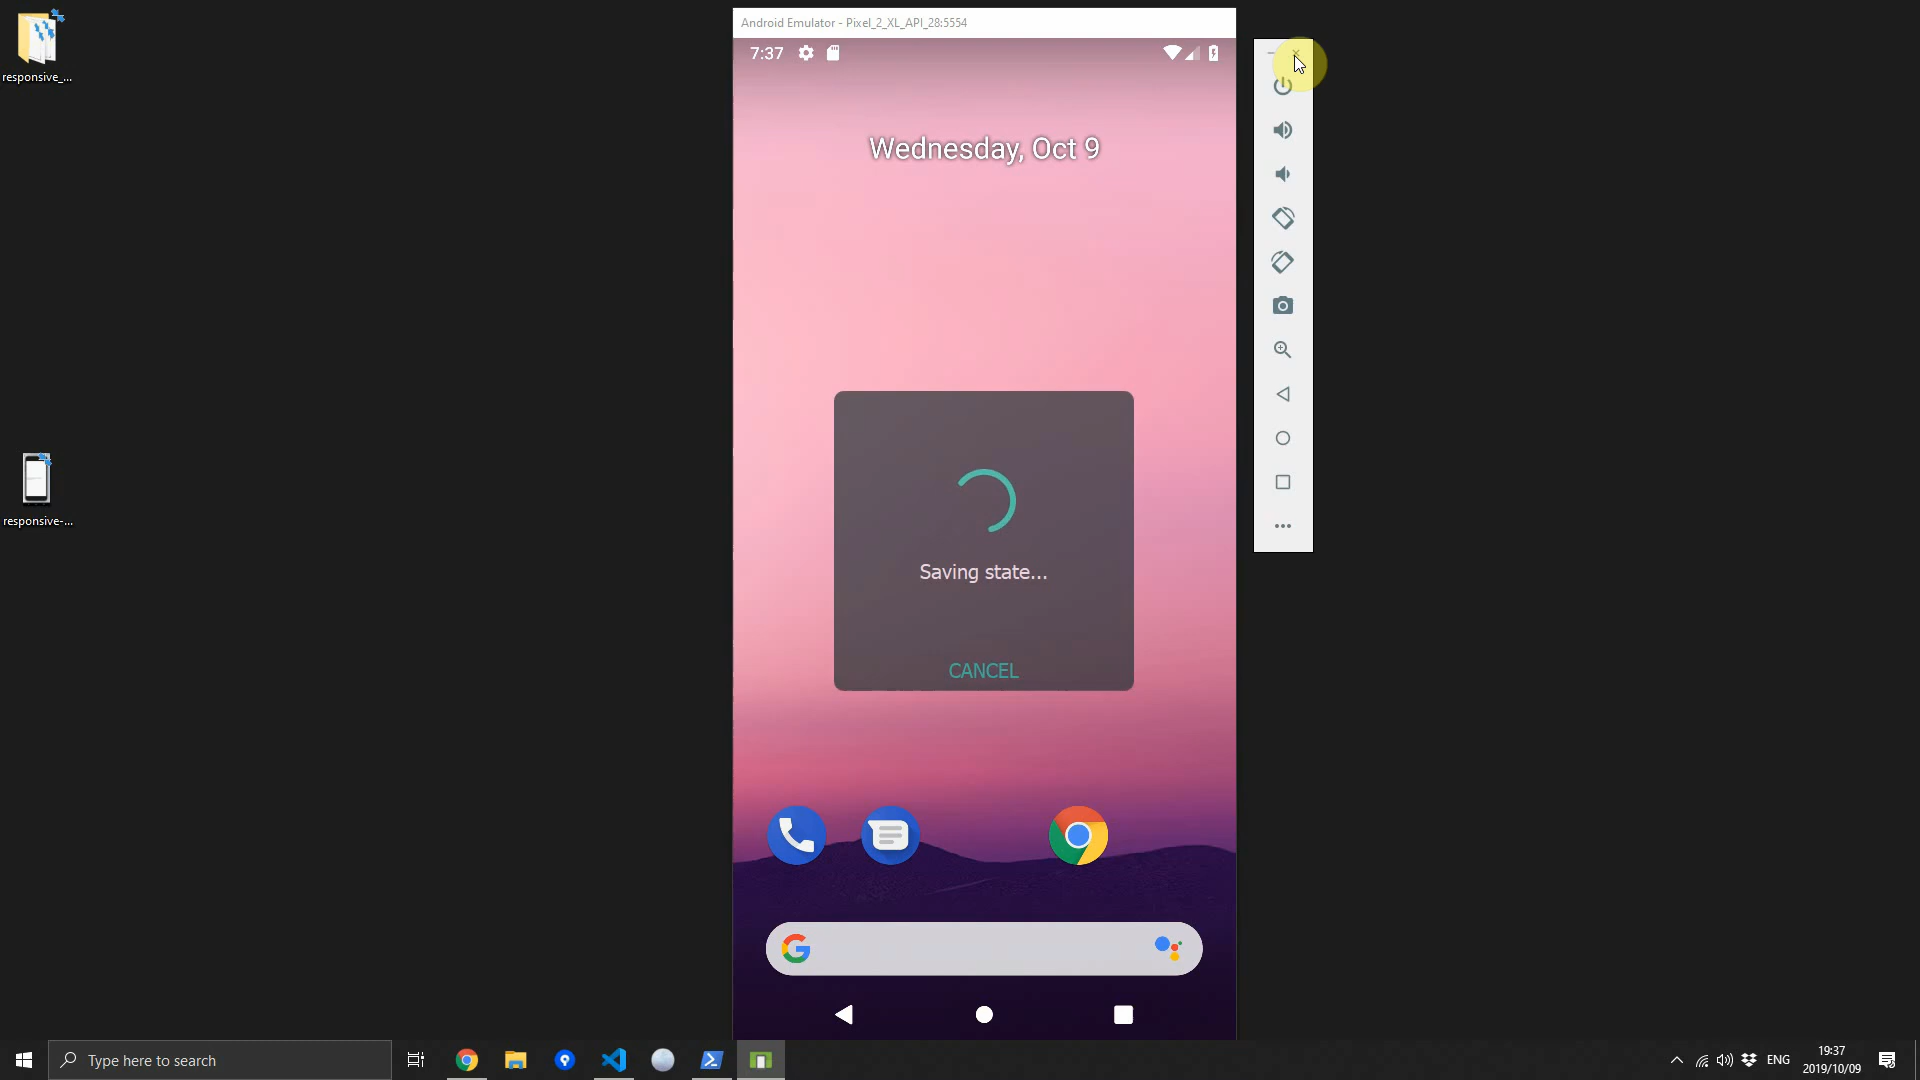 Android Emulator - Pixel_2_XL_API_28:5554
7:37
responsive_...
Wednesday, Oct 9
responsive-...
Saving state...
CANCEL
Type here to search
ENG
19:37
2019/10/09